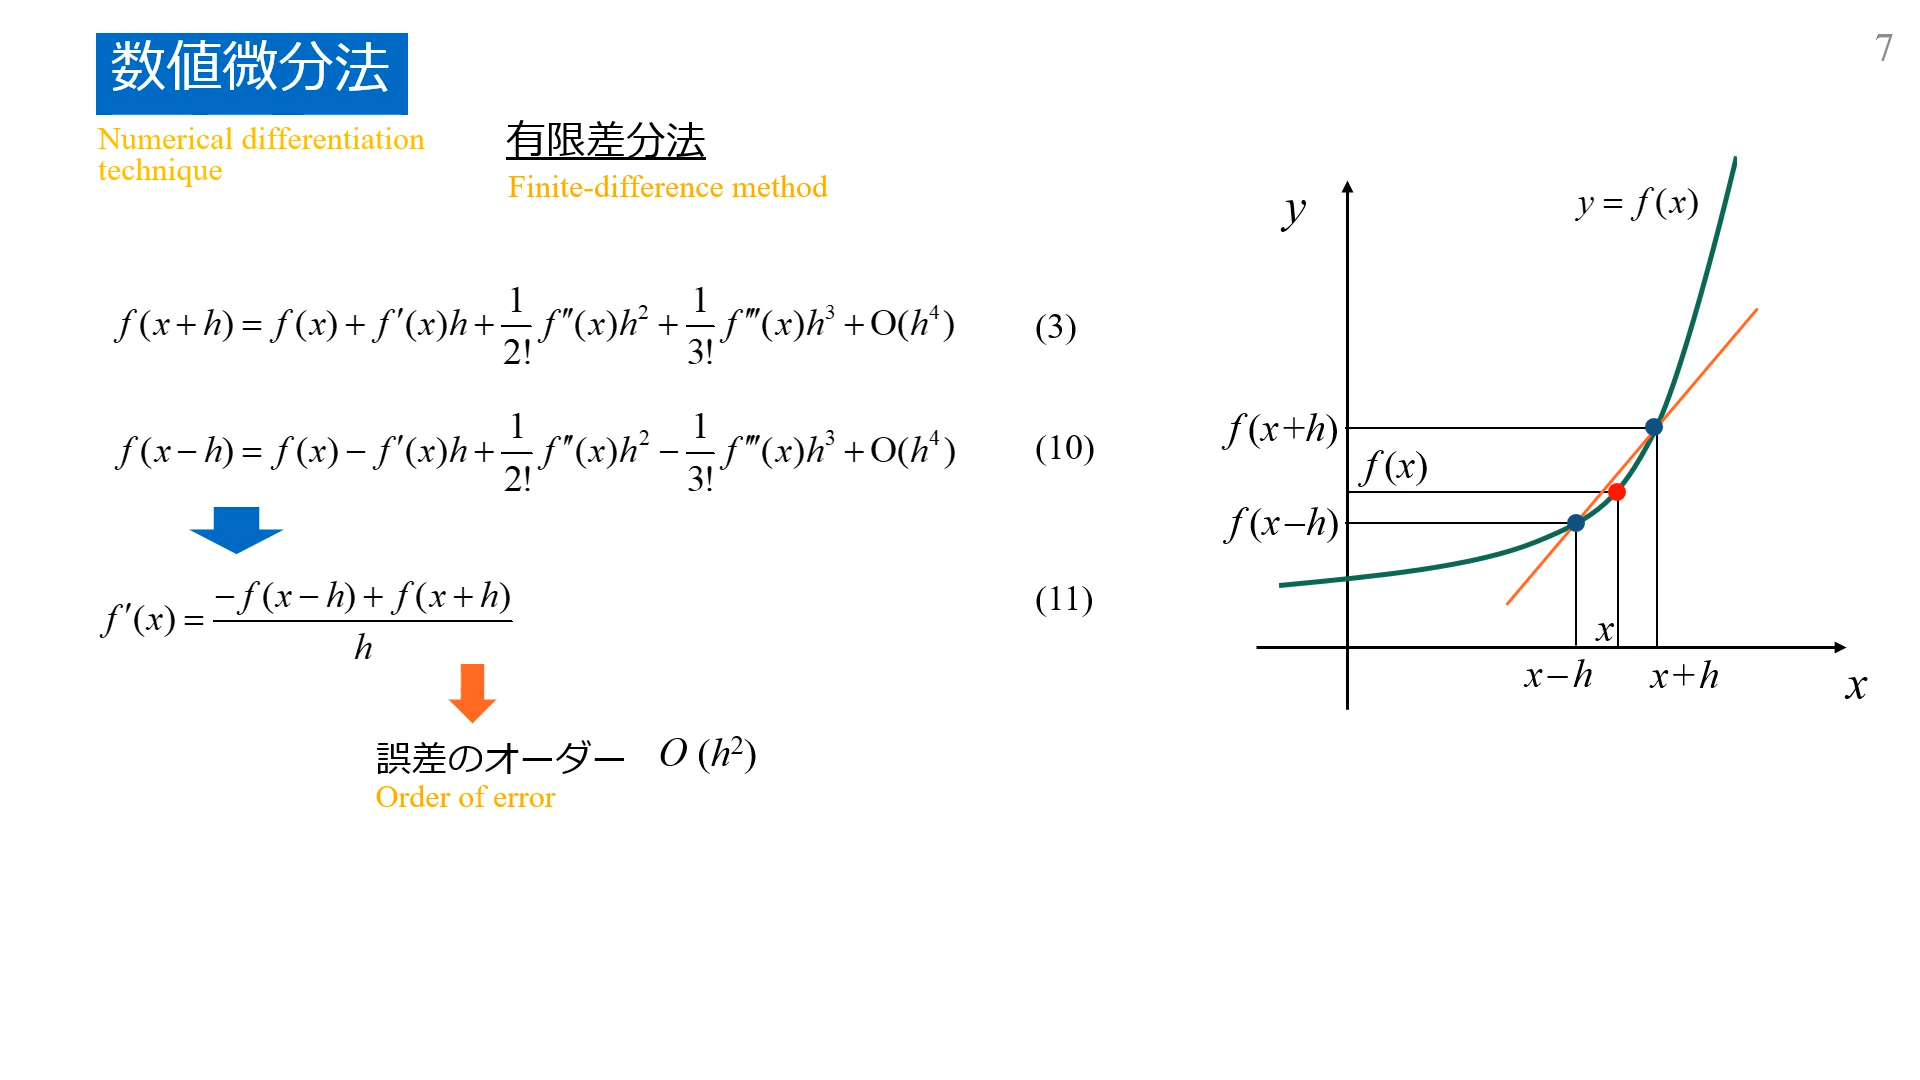 7
数値微分法
Numerical differentiation
technique
有限差分法
Finite-difference method
f(x+h) = f(x) + f′(x)h + 1/2! f″(x)h² + 1/3! f‴(x)h³ + O(h⁴) (3)
f(x−h) = f(x) − f′(x)h + 1/2! f″(x)h² − 1/3! f‴(x)h³ + O(h⁴) (10)
f′(x) = −f(x−h) + f(x+h) / h (11)
誤差のオーダー O (h²)
Order of error
y
y = f(x)
f(x+h)
f(x)
f(x−h)
x
x−h
x+h
x